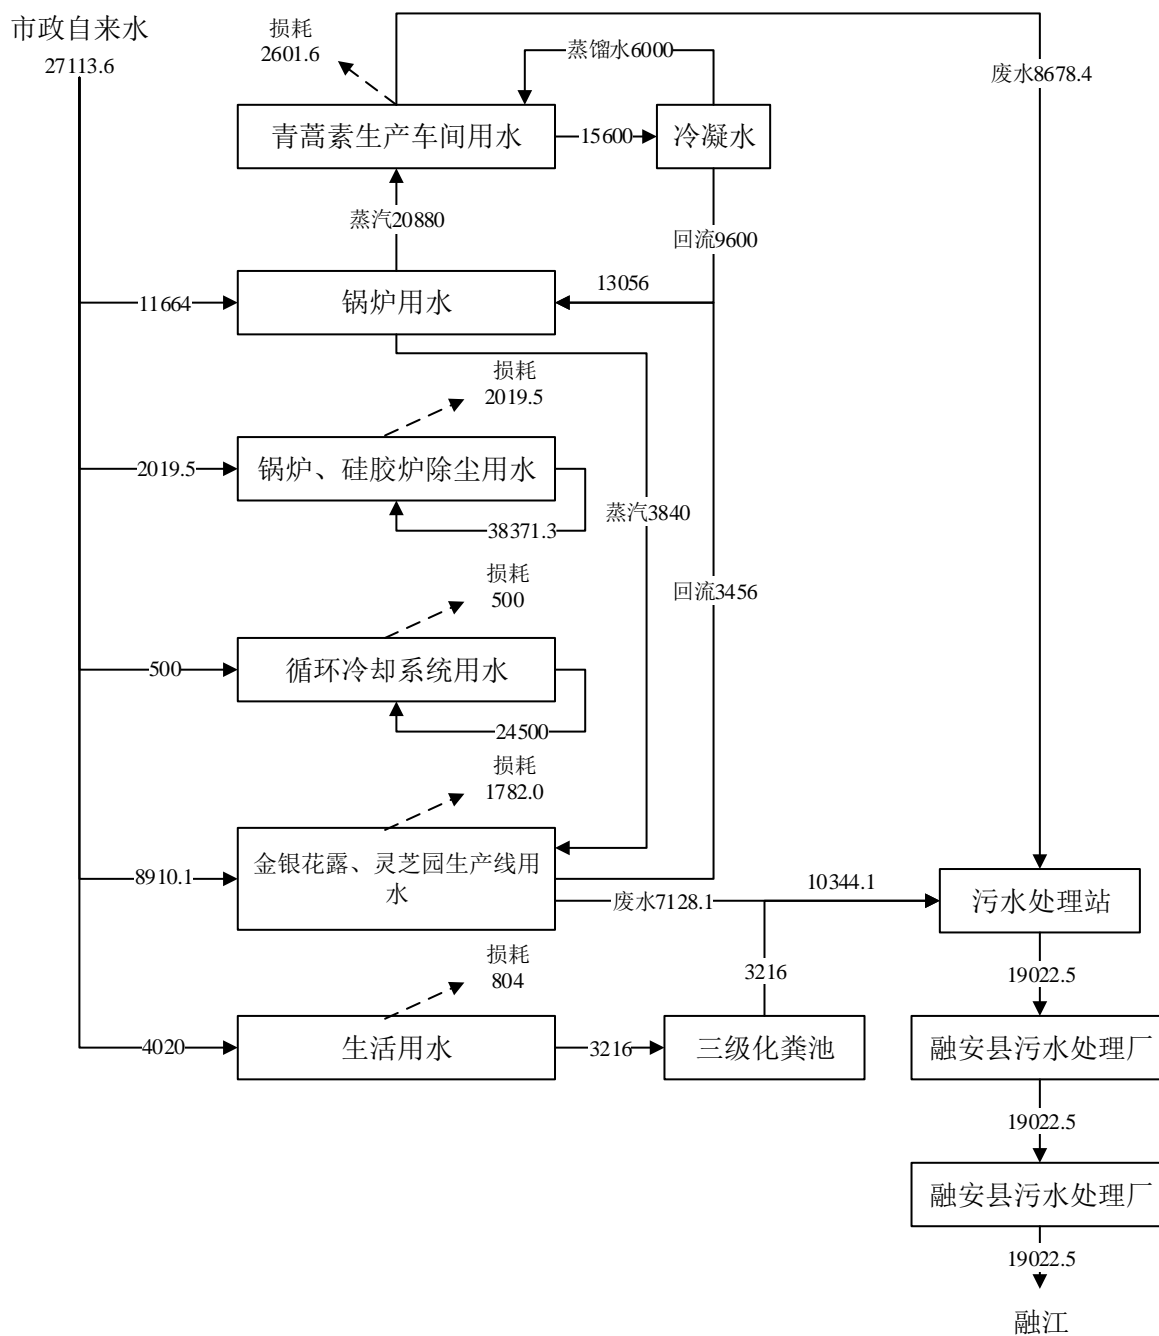 市政自来水
27113.6
损耗
2601.6
蒸馏水6000
废水8678.4
青蒿素生产车间用水
15600
冷凝水
蒸汽20880
回流9600
11664
锅炉用水
13056
损耗
2019.5
2019.5
锅炉、硅胶炉除尘用水
38371.3
蒸汽3840
损耗
500
回流3456
500
循环冷却系统用水
24500
损耗
1782.0
8910.1
金银花露、灵芝园生产线用
水
废水7128.1
10344.1
污水处理站
损耗
804
3216
19022.5
4020
生活用水
3216
三级化粪池
融安县污水处理厂
19022.5
融安县污水处理厂
19022.5
融江